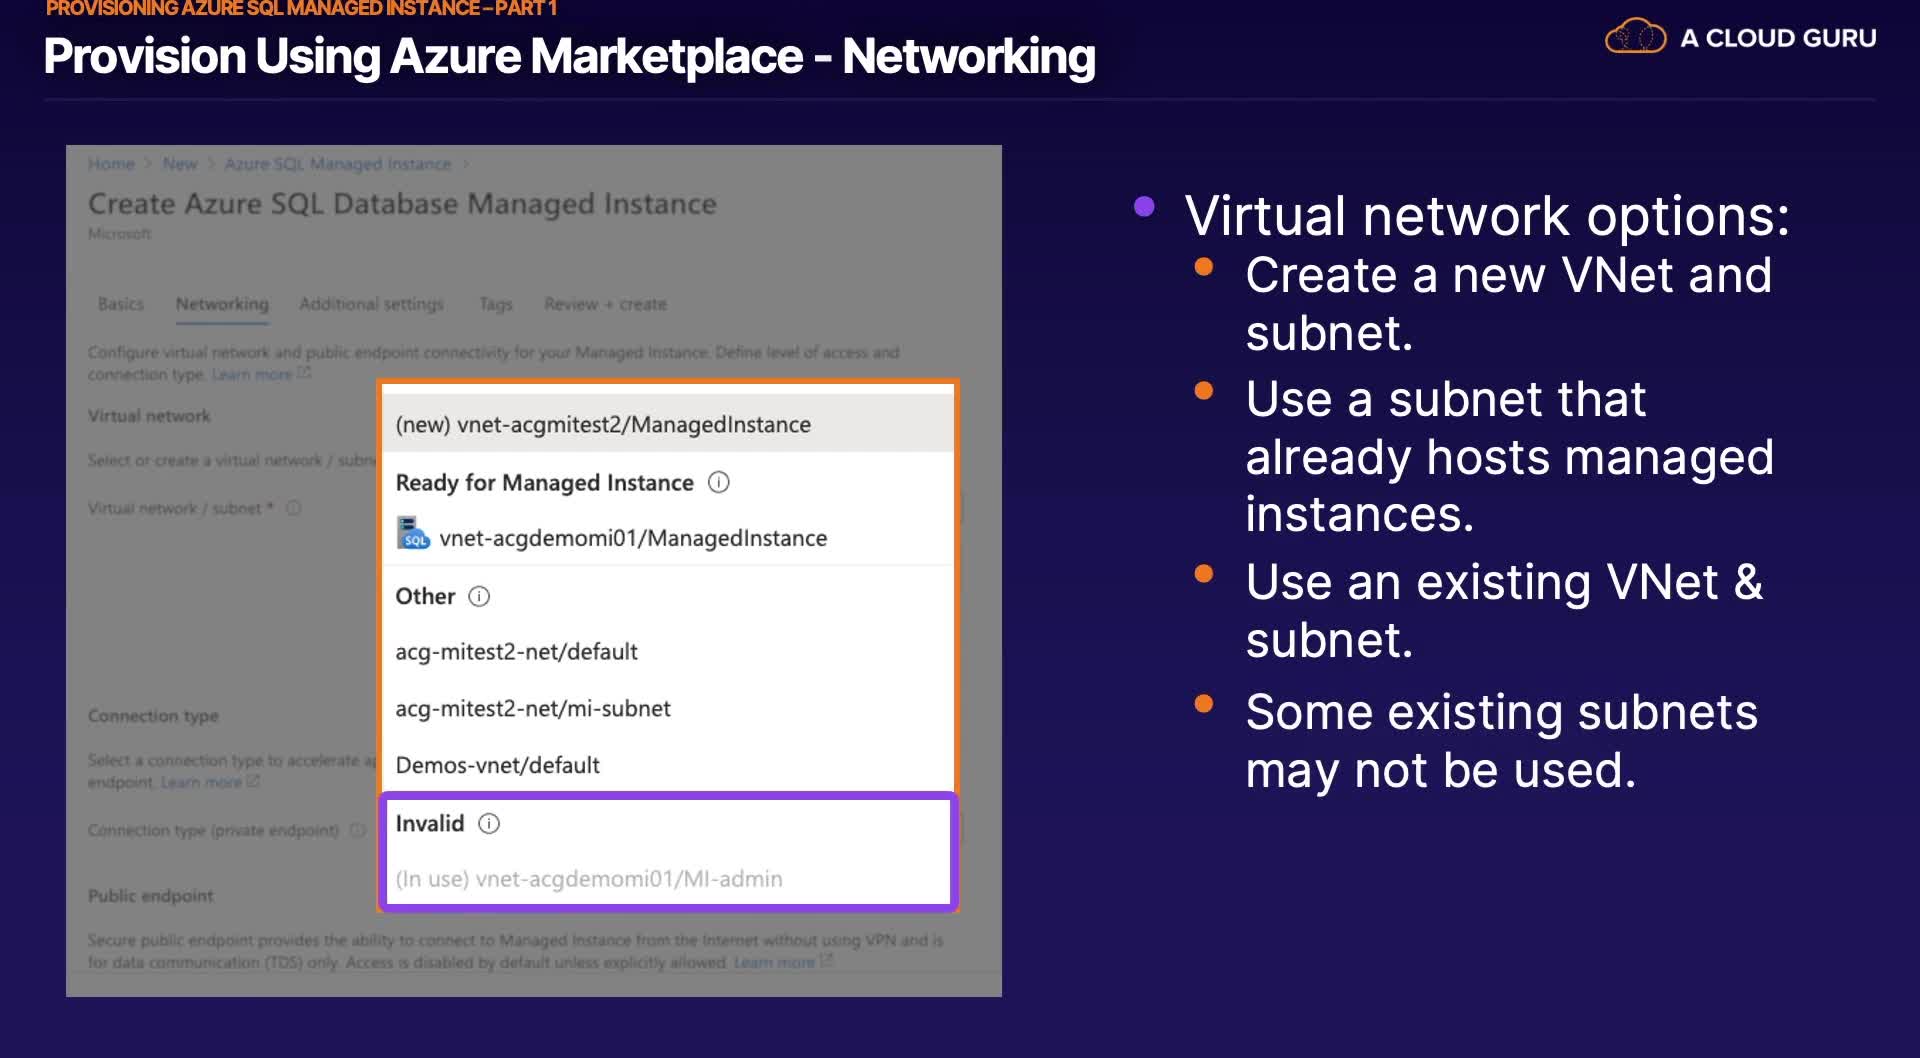 PROVISIONING AZURE SQL MANAGED INSTANCE – PART 1
Provision Using Azure Marketplace - Networking
A CLOUD GURU
Home > New > Azure SQL Managed Instance >
Create Azure SQL Database Managed Instance
Microsoft
Basics Networking Additional settings Tags Review + create
Configure virtual network and public endpoint connectivity for your Managed Instance. Define level of access and
connection type. Learn more
Virtual network
Select or create a virtual network / subne
Virtual network / subnet *
(new) vnet-acgmitest2/ManagedInstance
Ready for Managed Instance
SQL vnet-acgdemomi01/ManagedInstance
Other
acg-mitest2-net/default
acg-mitest2-net/mi-subnet
Demos-vnet/default
Invalid
(In use) vnet-acgdemomi01/MI-admin
Connection type
Select a connection type to accelerate ap
endpoint. Learn more
Connection type (private endpoint)
Public endpoint
Secure public endpoint provides the ability to connect to Managed Instance from the Internet without using VPN and is
for data communication (TDS) only. Access is disabled by default unless explicitly allowed. Learn more
Virtual network options:
Create a new VNet and
subnet.
Use a subnet that
already hosts managed
instances.
Use an existing VNet &
subnet.
Some existing subnets
may not be used.